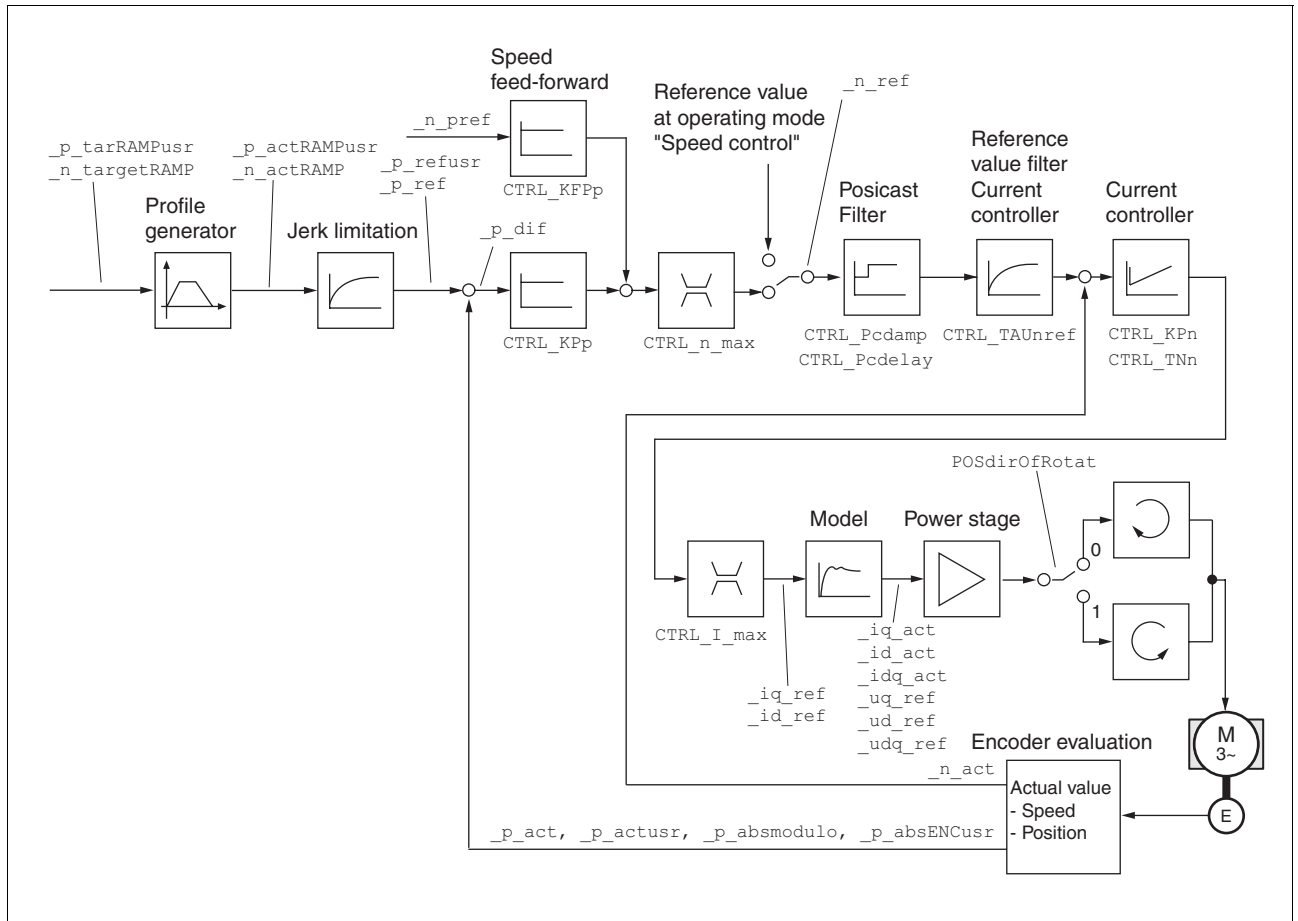 Speed
feed-forward
_n_pref
CTRL_KFPp
Reference value
at operating mode
"Speed control"
_n_ref
_p_tarRAMPusr
_n_targetRAMP
_p_actRAMPusr
_n_actRAMP
_p_refusr
_p_ref
Profile
generator
Jerk limitation
_p_dif
CTRL_KPp
CTRL_n_max
Posicast
Filter
CTRL_Pcdamp
CTRL_Pcdelay
Reference
value filter
Current
controller
CTRL_TAUnref
Current
controller
CTRL_KPn
CTRL_TNn
POSdirOfRotat
Model
Power stage
0
1
CTRL_I_max
_iq_ref
_id_ref
_iq_act
_id_act
_idq_act
_uq_ref
_ud_ref
_udq_ref
M
3~
E
Encoder evaluation
Actual value
- Speed
- Position
_n_act
_p_act, _p_actusr, _p_absmodulo, _p_absENCusr